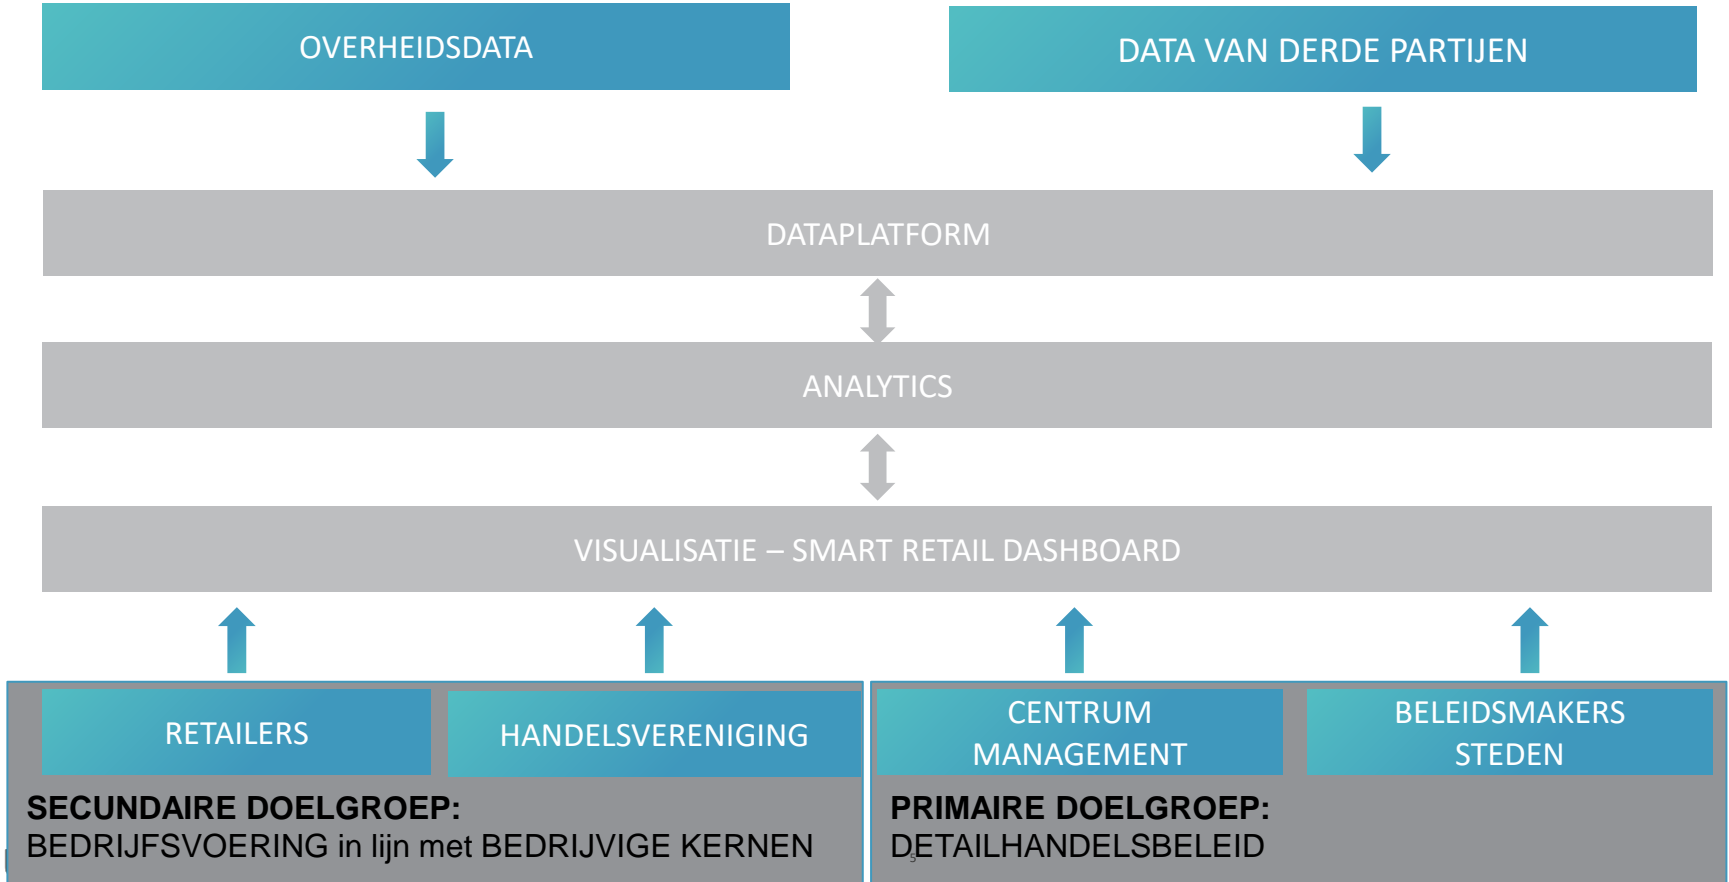 OVERHEIDSDATA
DATA VAN DERDE PARTIJEN
DATAPLATFORM
ANALYTICS
VISUALISATIE – SMART RETAIL DASHBOARD
RETAILERS
HANDELSVERENIGING
CENTRUM
MANAGEMENT
BELEIDSMAKERS
STEDEN
SECUNDAIRE DOELGROEP:
BEDRIJFSVOERING in lijn met BEDRIJVIGE KERNEN
PRIMAIRE DOELGROEP:
DETAILHANDELSBELEID
5